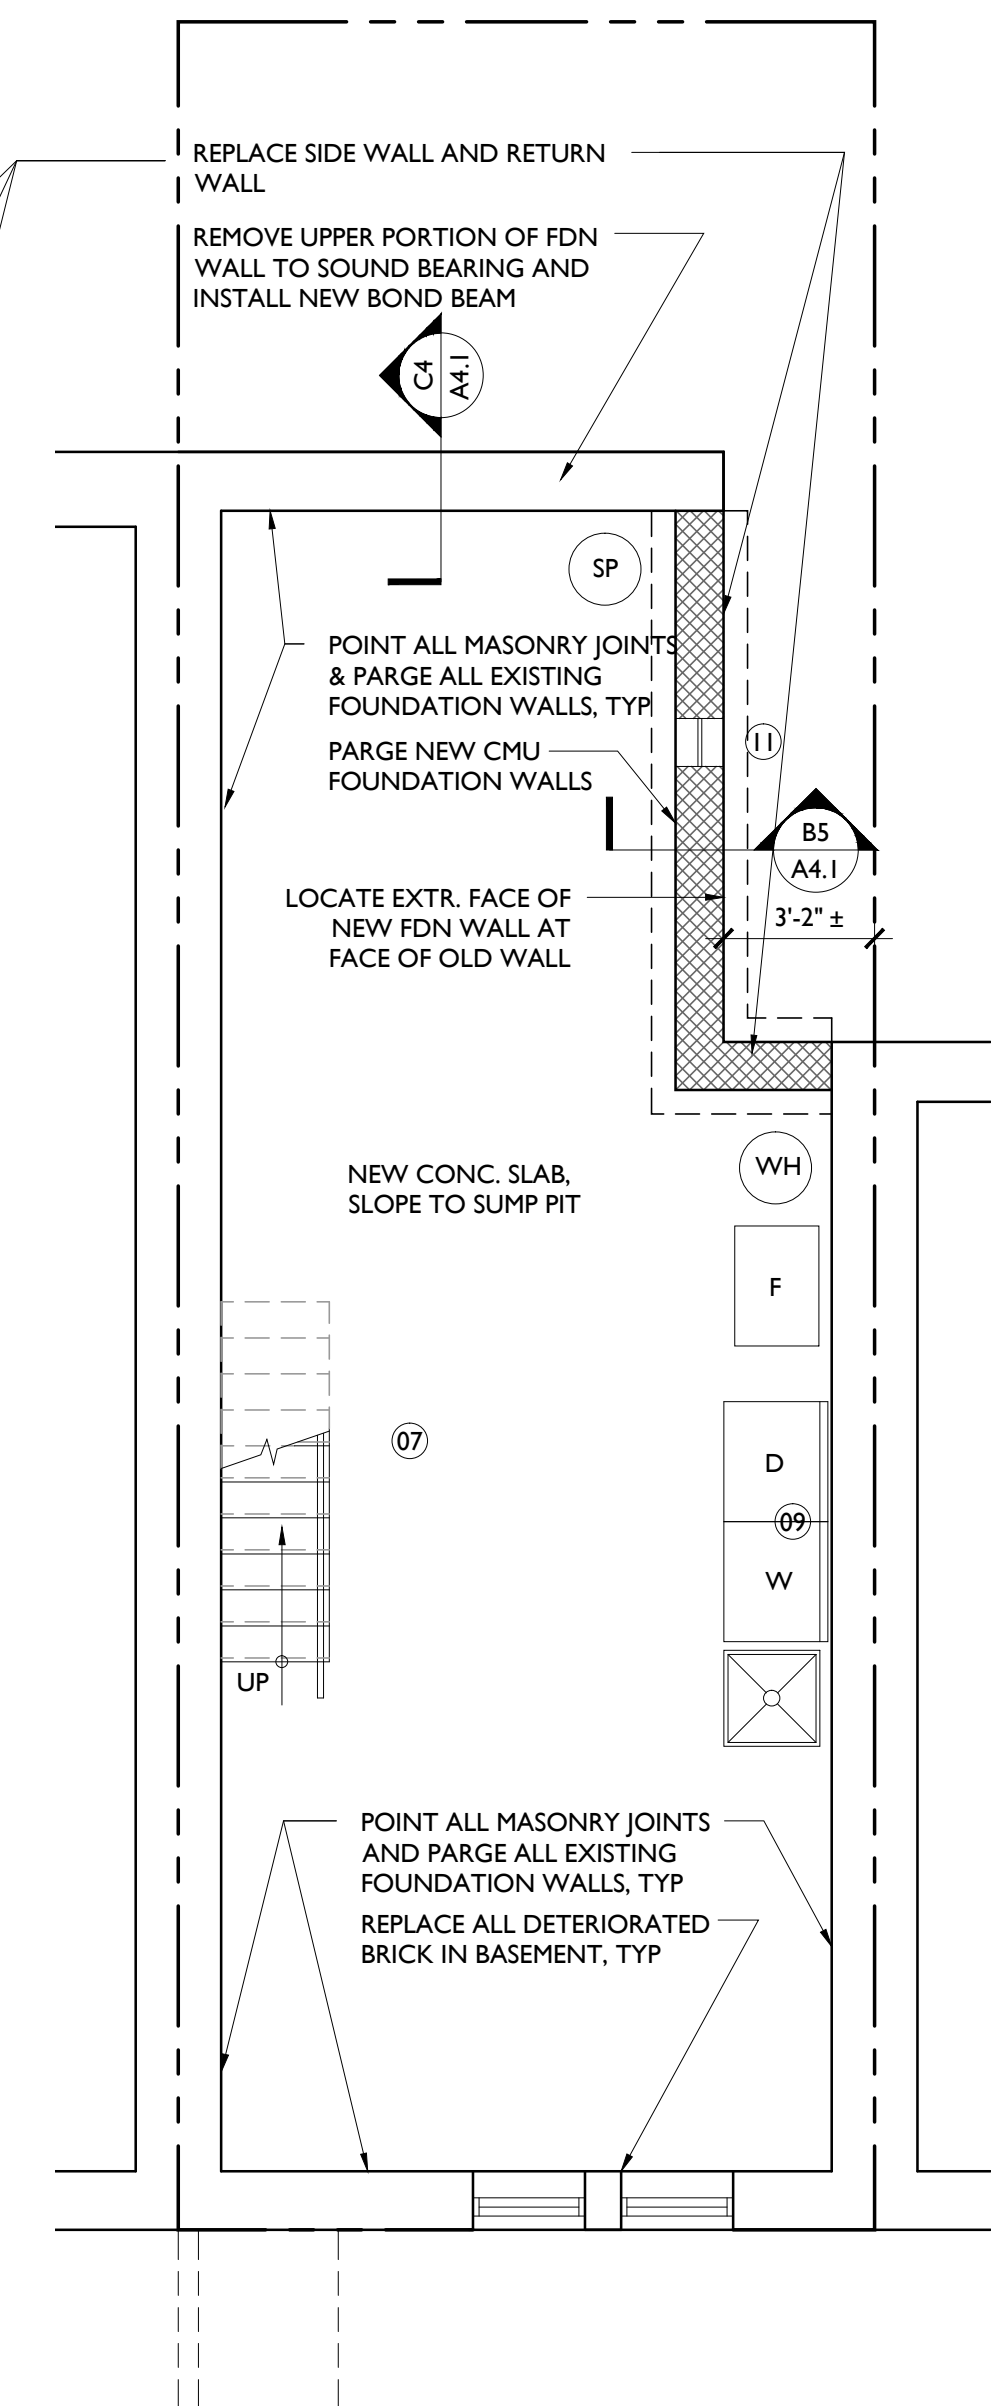 REPLACE SIDE WALL AND RETURN
WALL
REMOVE UPPER PORTION OF FDN
WALL TO SOUND BEARING AND
INSTALL NEW BOND BEAM
C4
A4.1
SP
POINT ALL MASONRY JOINTS
& PARGE ALL EXISTING
FOUNDATION WALLS, TYP
PARGE NEW CMU
FOUNDATION WALLS
11
B5
A4.1
LOCATE EXTR. FACE OF
NEW FDN WALL AT
FACE OF OLD WALL
3'-2" ±
WH
NEW CONC. SLAB,
SLOPE TO SUMP PIT
F
07
D
09
W
UP
POINT ALL MASONRY JOINTS
AND PARGE ALL EXISTING
FOUNDATION WALLS, TYP
REPLACE ALL DETERIORATED
BRICK IN BASEMENT, TYP